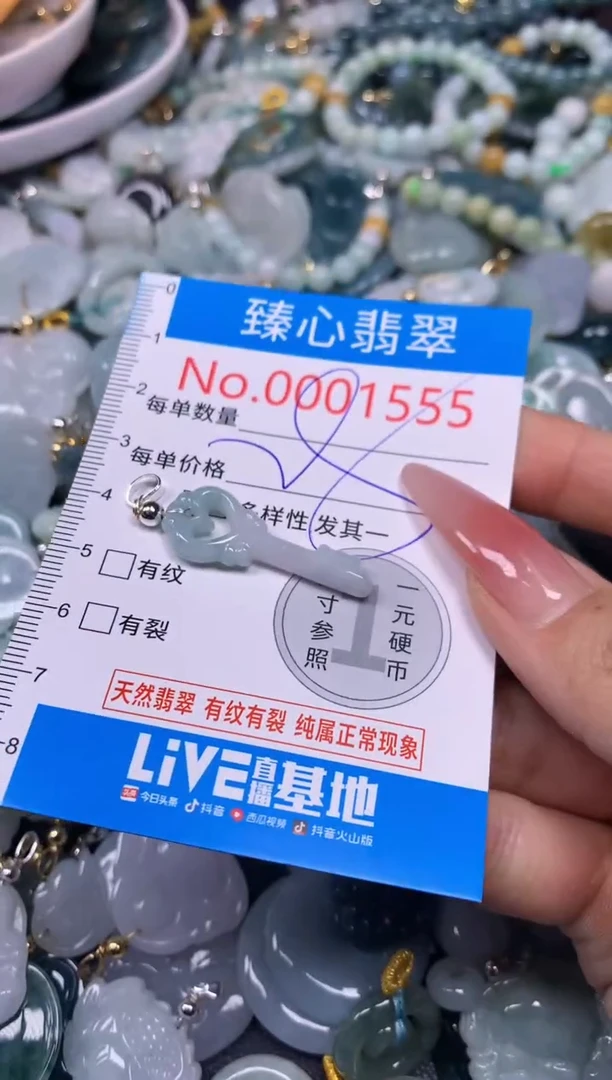 0
臻心翡翠
1
No.0001555
2
每单数量
3
每单价格
4
多样性 发其一
5
有纹
6
有裂
一元硬币
寸参照
1
7
天然翡翠 有纹有裂 纯属正常现象
8
LiVE直播基地
今日头条 抖音 西瓜视频 抖音火山版